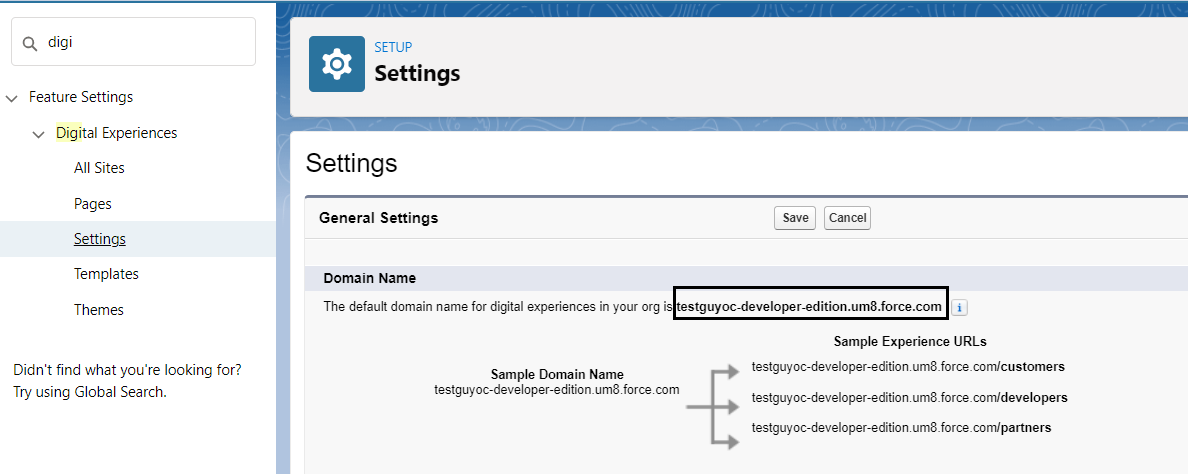 digi
Feature Settings
Digital Experiences
All Sites
Pages
Settings
Templates
Themes
Didn't find what you're looking for?
Try using Global Search.
SETUP
Settings
Settings
General Settings
Save
Cancel
Domain Name
The default domain name for digital experiences in your org is testguyoc-developer-edition.um8.force.com i
Sample Experience URLs
Sample Domain Name
testguyoc-developer-edition.um8.force.com
testguyoc-developer-edition.um8.force.com/customers
testguyoc-developer-edition.um8.force.com/developers
testguyoc-developer-edition.um8.force.com/partners